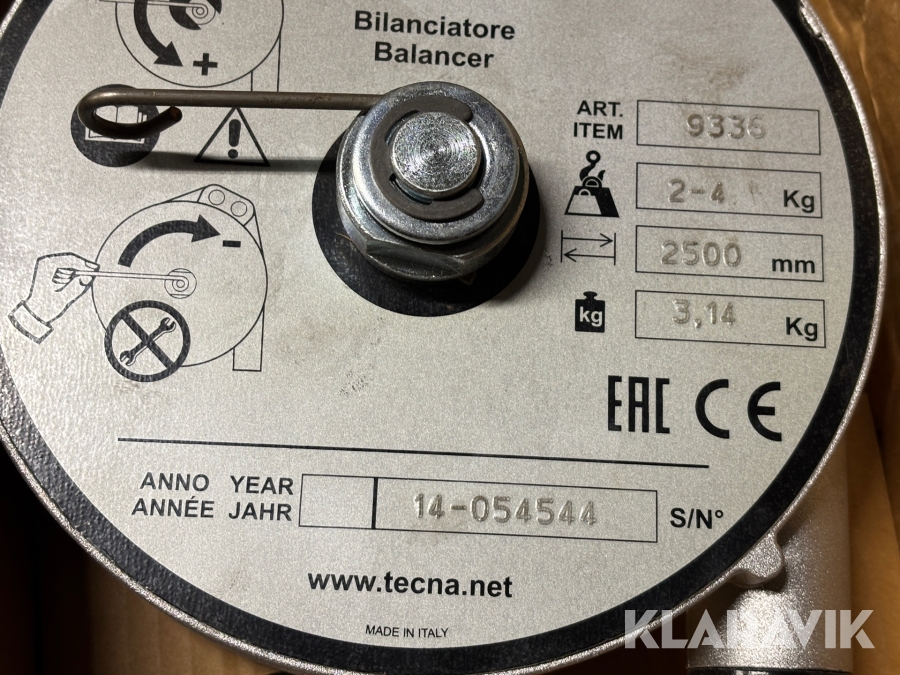 Bilanciatore
Balancer
+
-
ART.
ITEM
9336
2-4 Kg
2500 mm
kg
3,14 Kg
EAC CE
ANNO YEAR
ANNÉE JAHR
14-054544
S/N°
www.tecna.net
MADE IN ITALY
KLARAVIK